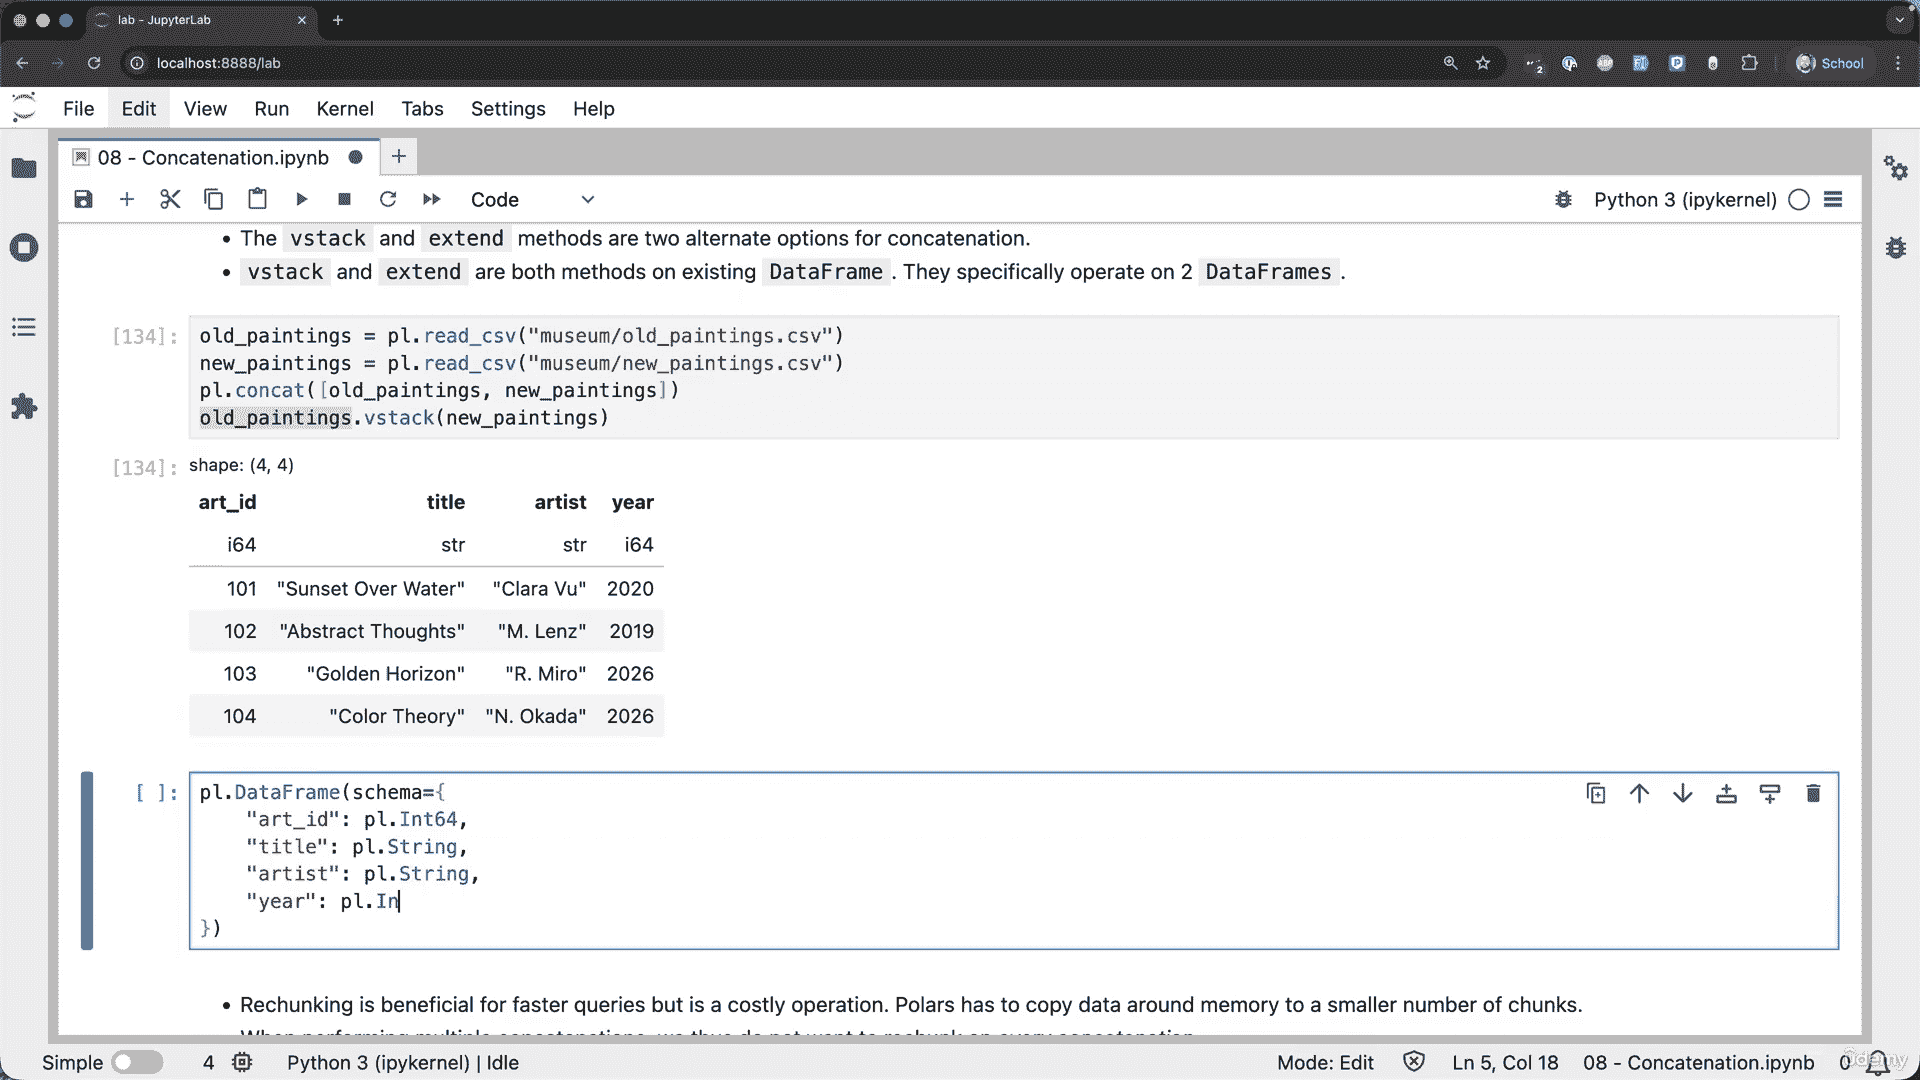 lab - JupyterLab
localhost:8888/lab
2
School
File Edit View Run Kernel Tabs Settings Help
08 - Concatenation.ipynb
Code
Python 3 (ipykernel)
• The vstack and extend methods are two alternate options for concatenation.
• vstack and extend are both methods on existing DataFrame . They specifically operate on 2 DataFrames .
[134]: old_paintings = pl.read_csv("museum/old_paintings.csv")
new_paintings = pl.read_csv("museum/new_paintings.csv")
pl.concat([old_paintings, new_paintings])
old_paintings.vstack(new_paintings)
[134]: shape: (4, 4)
art_id title artist year
i64 str str i64
101 "Sunset Over Water" "Clara Vu" 2020
102 "Abstract Thoughts" "M. Lenz" 2019
103 "Golden Horizon" "R. Miro" 2026
104 "Color Theory" "N. Okada" 2026
[ ]: pl.DataFrame(schema={
"art_id": pl.Int64,
"title": pl.String,
"artist": pl.String,
"year": pl.In
})
• Rechunking is beneficial for faster queries but is a costly operation. Polars has to copy data around memory to a smaller number of chunks.
Simple 4 Python 3 (ipykernel) | Idle Mode: Edit Ln 5, Col 18 08 - Concatenation.ipynb 0